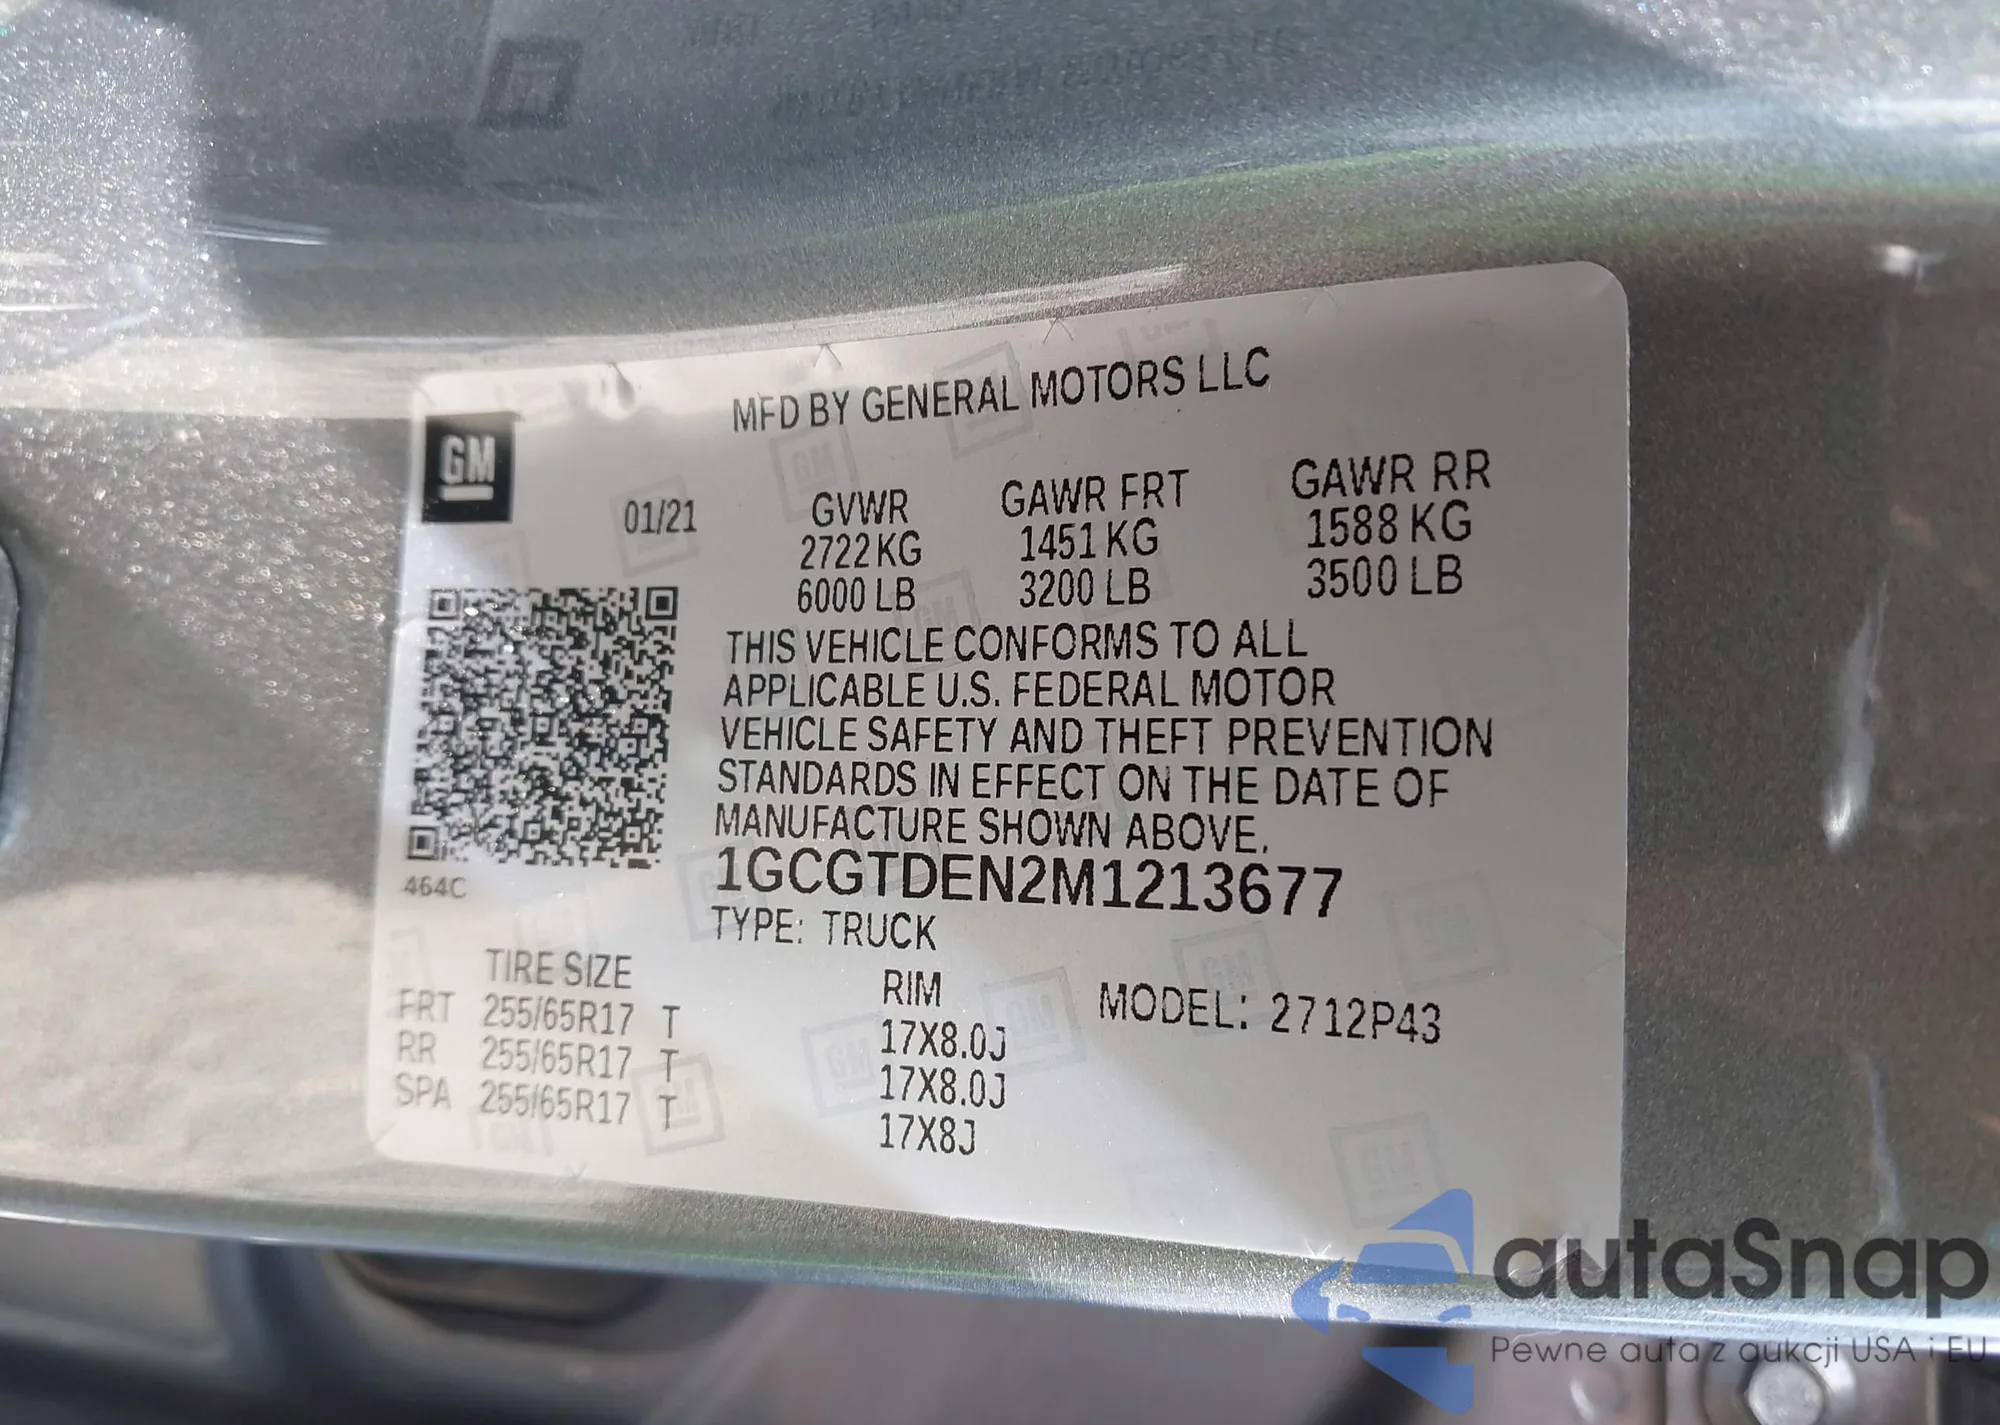 MFD BY GENERAL MOTORS LLC
GM
01/21
GVWR GAWR FRT GAWR RR
2722 KG 1451 KG 1588 KG
6000 LB 3200 LB 3500 LB
THIS VEHICLE CONFORMS TO ALL
APPLICABLE U.S. FEDERAL MOTOR
VEHICLE SAFETY AND THEFT PREVENTION
STANDARDS IN EFFECT ON THE DATE OF
MANUFACTURE SHOWN ABOVE.
464C
1GCGTDEN2M1213677
TYPE: TRUCK
TIRE SIZE RIM MODEL: 2712P43
FRT 255/65R17 T 17X8.0J
RR 255/65R17 T 17X8.0J
SPA 255/65R17 T 17X8J
autaSnap
Pewne auta z aukcji USA i EU